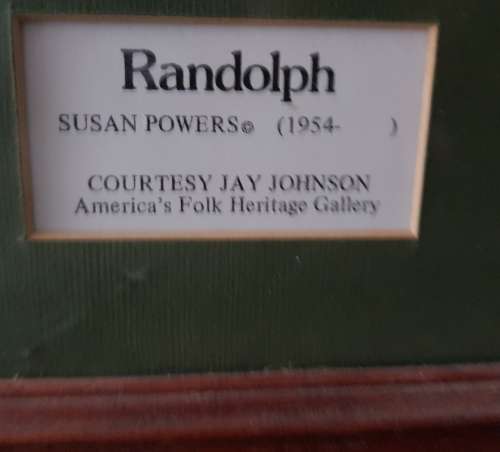 Randolph
SUSAN POWERS© (1954- )
COURTESY JAY JOHNSON
America's Folk Heritage Gallery